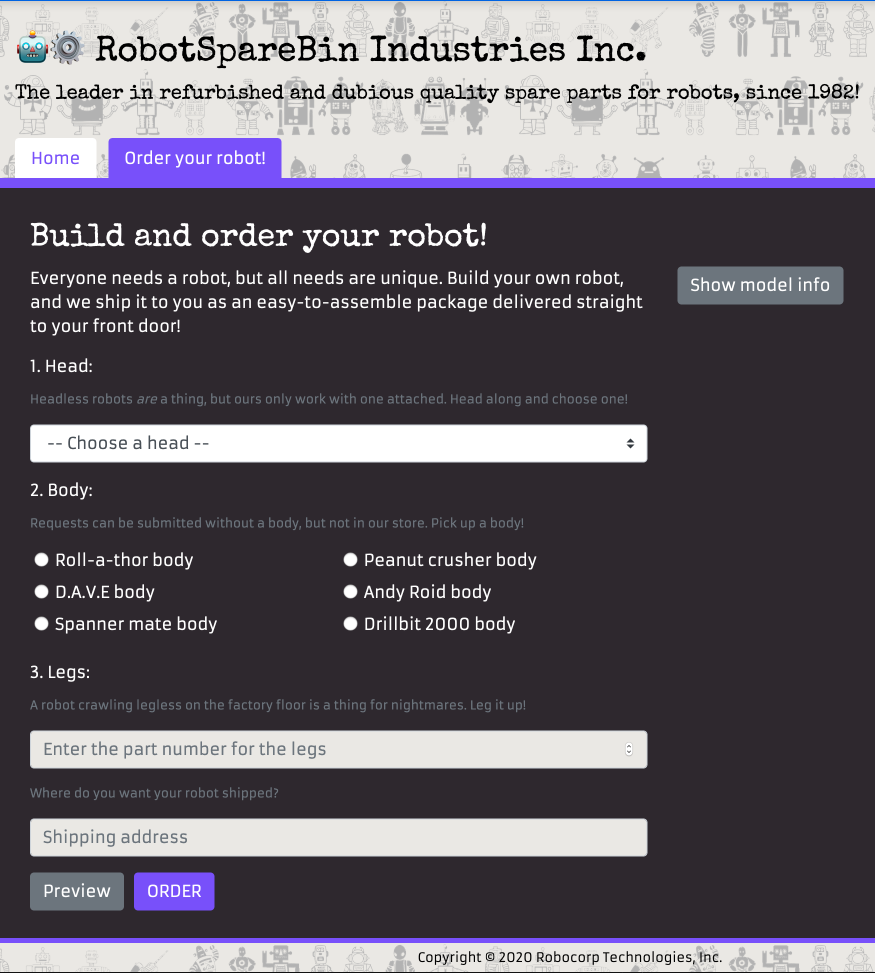 RobotSpareBin Industries Inc.
The leader in refurbished and dubious quality spare parts for robots, since 1982!
Home
Order your robot!
Build and order your robot!
Everyone needs a robot, but all needs are unique. Build your own robot,
and we ship it to you as an easy-to-assemble package delivered straight
to your front door!
Show model info
1. Head:
Headless robots are a thing, but ours only work with one attached. Head along and choose one!
-- Choose a head --
2. Body:
Requests can be submitted without a body, but not in our store. Pick up a body!
Roll-a-thor body
Peanut crusher body
D.A.V.E body
Andy Roid body
Spanner mate body
Drillbit 2000 body
3. Legs:
A robot crawling legless on the factory floor is a thing for nightmares. Leg it up!
Enter the part number for the legs
Where do you want your robot shipped?
Shipping address
Preview
ORDER
Copyright © 2020 Robocorp Technologies, Inc.